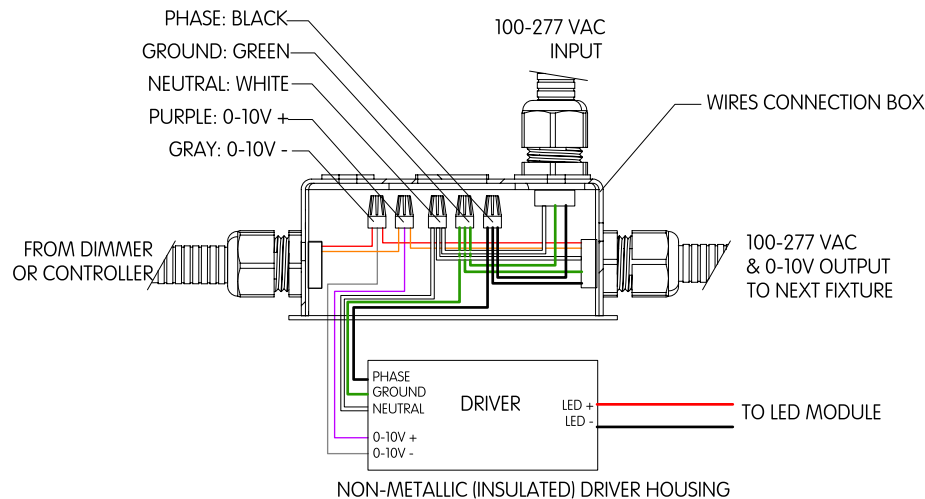 PHASE: BLACK
GROUND: GREEN
NEUTRAL: WHITE
PURPLE: 0-10V +
GRAY: 0-10V -
100-277 VAC
INPUT
WIRES CONNECTION BOX
FROM DIMMER
OR CONTROLLER
100-277 VAC
& 0-10V OUTPUT
TO NEXT FIXTURE
PHASE
GROUND
NEUTRAL
0-10V +
0-10V -
DRIVER
LED +
LED -
TO LED MODULE
NON-METALLIC (INSULATED) DRIVER HOUSING